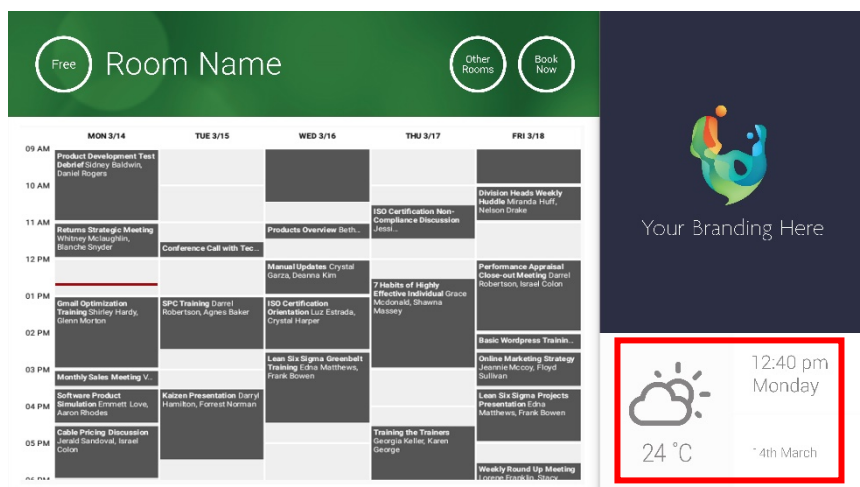 Free
Room Name
Other
Rooms
Book
Now
MON 3/14
TUE 3/15
WED 3/16
THU 3/17
FRI 3/18
09 AM
10 AM
11 AM
12 PM
01 PM
02 PM
03 PM
04 PM
05 PM
06 PM
Product Development Test
Debrief Sidney Baldwin,
Daniel Rogers
Returns Strategic Meeting
Whitney Mclaughlin,
Blanche Snyder
Gmail Optimization
Training Shirley Hardy,
Glenn Morton
Monthly Sales Meeting V..
Software Product
Simulation Emmett Love,
Aaron Rhodes
Cable Pricing Discussion
Jerald Sandoval, Israel
Colon
Conference Call with Tec...
SPC Training Darrel
Robertson, Agnes Baker
Kaizen Presentation Darryl
Hamilton, Forrest Norman
Products Overview Beth..
Manual Updates Crystal
Garza, Deanna Kim
ISO Certification
Orientation Luz Estrada,
Crystal Harper
Lean Six Sigma Greenbelt
Training Edna Matthews,
Frank Bowen
ISO Certification Non-
Compliance Discussion
Jessi...
7 Habits of Highly
Effective Individual Grace
Mcdonald, Shawna
Massey
Training the Trainers
Georgia Keller, Karen
George
Division Heads Weekly
Huddle Miranda Huff,
Nelson Drake
Performance Appraisal
Close-out Meeting Darrel
Robertson, Israel Colon
Basic Wordpress Trainin..
Online Marketing Strategy
Jeannie Mccoy, Floyd
Sullivan
Lean Six Sigma Projects
Presentation Edna
Matthews, Frank Bowen
Weekly Round Up Meeting
Lorene Franklin, Stacy
Your Branding Here
12:40 pm
Monday
24 °C
14th March